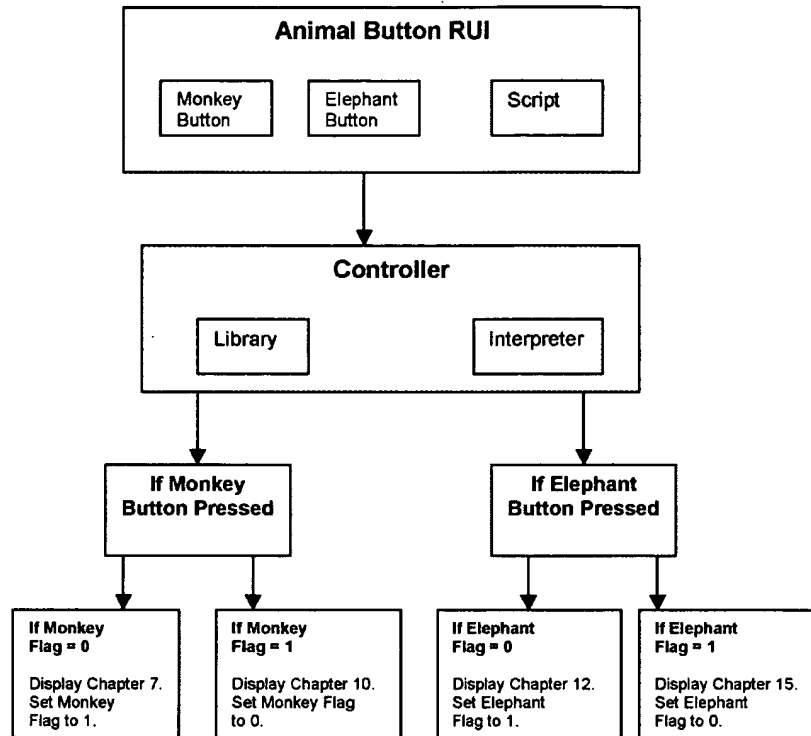 Animal Button RUI
Monkey
Button
Elephant
Button
Script
Controller
Library
Interpreter
If Monkey
Button Pressed
If Elephant
Button Pressed
If Monkey
Flag = 0
Display Chapter 7.
Set Monkey
Flag to 1.
If Monkey
Flag = 1
Display Chapter 10.
Set Monkey Flag
to 0.
If Elephant
Flag = 0
Display Chapter 12.
Set Elephant
Flag to 1.
If Elephant
Flag = 1
Display Chapter 15.
Set Elephant
Flag to 0.